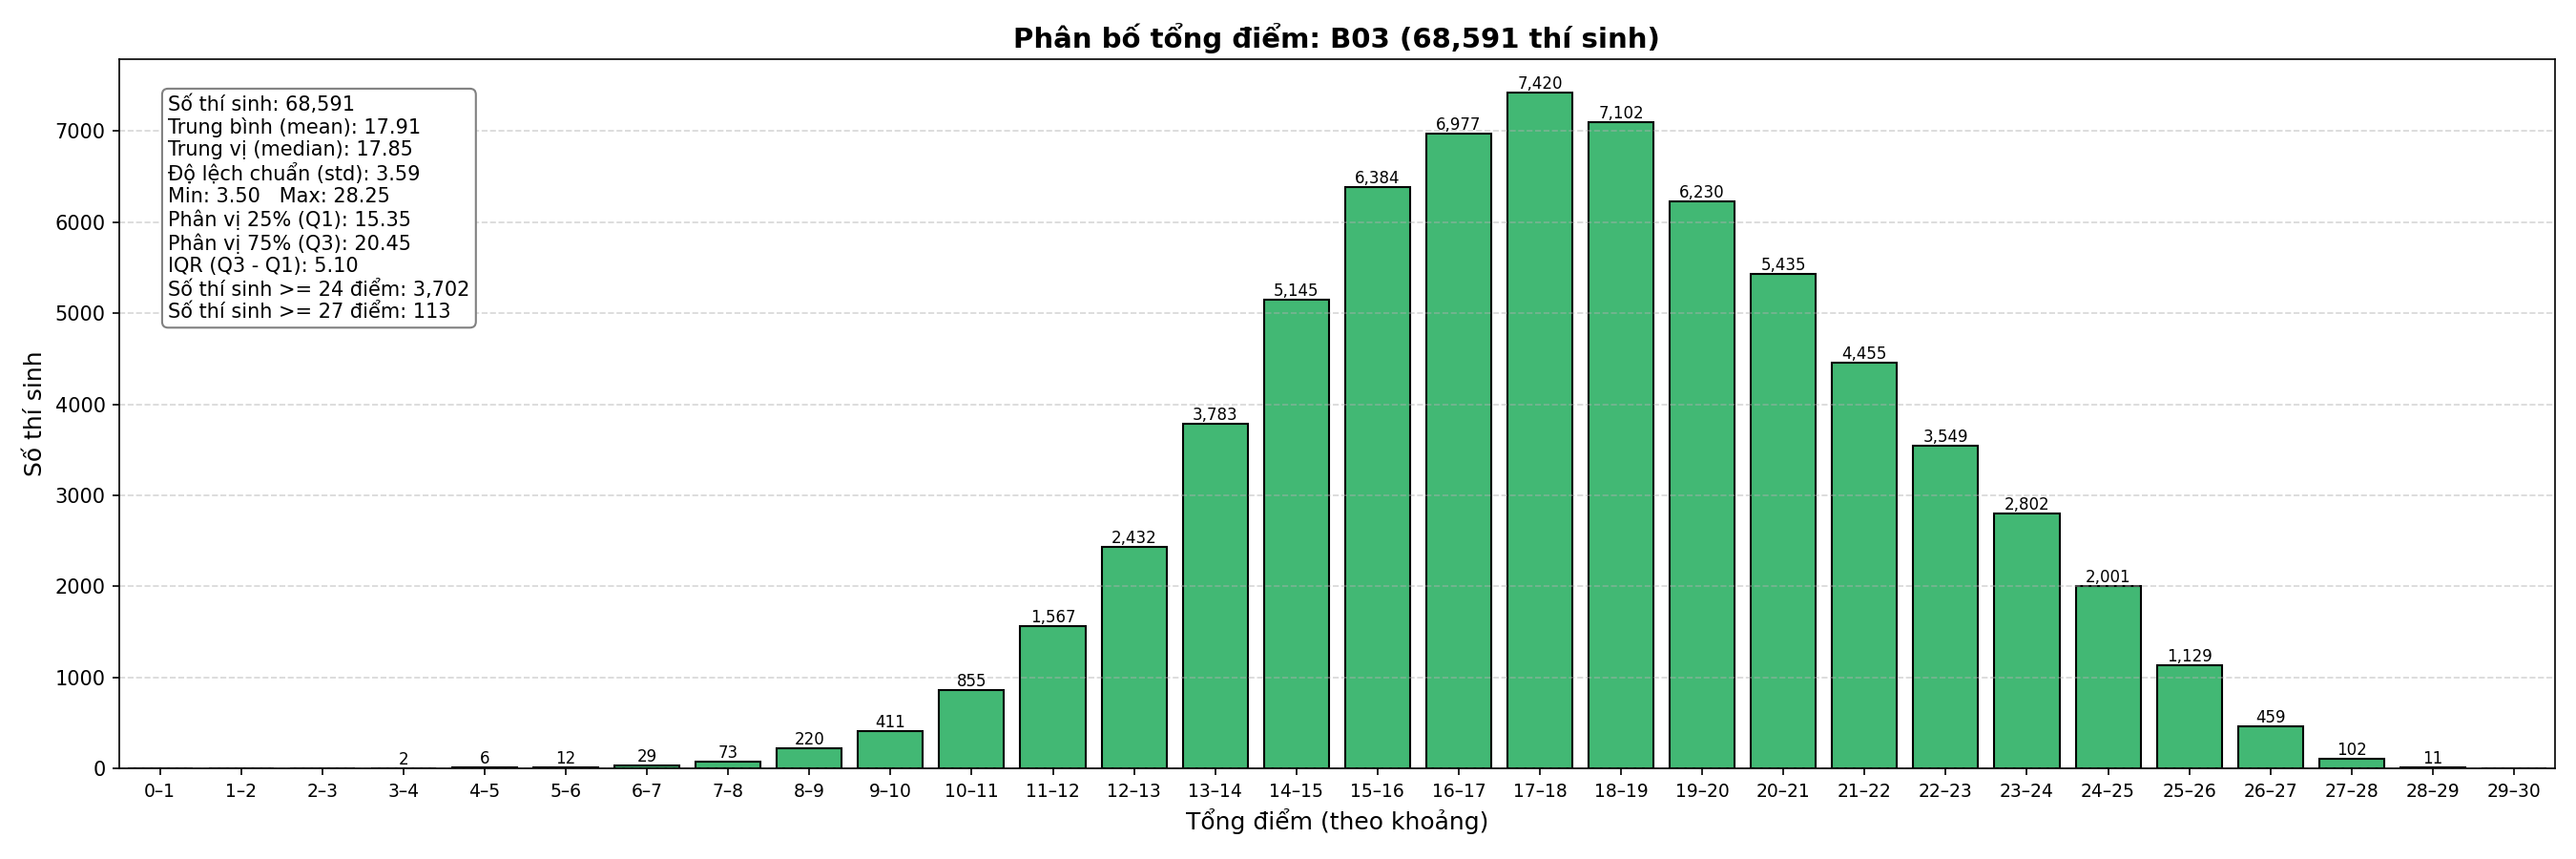 Phân bố tổng điểm: B03 (68,591 thí sinh)
Số thí sinh: 68,591
Trung bình (mean): 17.91
Trung vị (median): 17.85
Độ lệch chuẩn (std): 3.59
Min: 3.50   Max: 28.25
Phân vị 25% (Q1): 15.35
Phân vị 75% (Q3): 20.45
IQR (Q3 - Q1): 5.10
Số thí sinh >= 24 điểm: 3,702
Số thí sinh >= 27 điểm: 113
Số thí sinh
7000
6000
5000
4000
3000
2000
1000
0
2
6
12
29
73
220
411
855
1,567
2,432
3,783
5,145
6,384
6,977
7,420
7,102
6,230
5,435
4,455
3,549
2,802
2,001
1,129
459
102
11
0–1 1–2 2–3 3–4 4–5 5–6 6–7 7–8 8–9 9–10 10–11 11–12 12–13 13–14 14–15 15–16 16–17 17–18 18–19 19–20 20–21 21–22 22–23 23–24 24–25 25–26 26–27 27–28 28–29 29–30
Tổng điểm (theo khoảng)